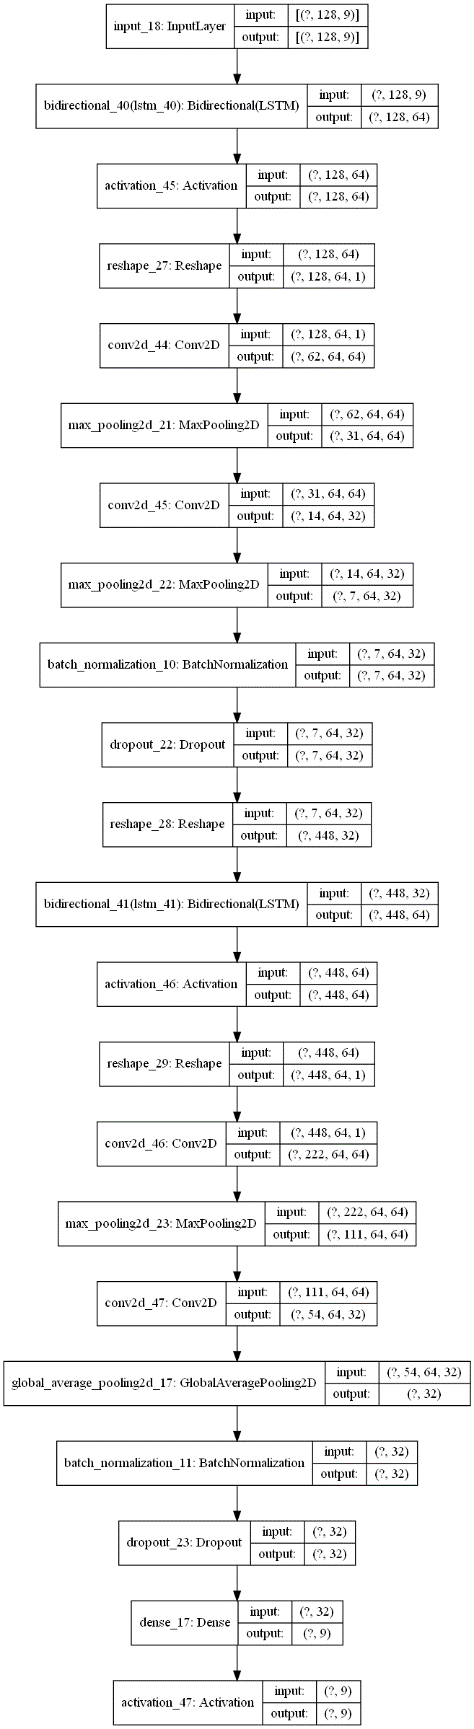 input_18: InputLayer
input: [(?, 128, 9)]
output: [(?, 128, 9)]
bidirectional_40(lstm_40): Bidirectional(LSTM)
input: (?, 128, 9)
output: (?, 128, 64)
activation_45: Activation
input: (?, 128, 64)
output: (?, 128, 64)
reshape_27: Reshape
input: (?, 128, 64)
output: (?, 128, 64, 1)
conv2d_44: Conv2D
input: (?, 128, 64, 1)
output: (?, 62, 64, 64)
max_pooling2d_21: MaxPooling2D
input: (?, 62, 64, 64)
output: (?, 31, 64, 64)
conv2d_45: Conv2D
input: (?, 31, 64, 64)
output: (?, 14, 64, 32)
max_pooling2d_22: MaxPooling2D
input: (?, 14, 64, 32)
output: (?, 7, 64, 32)
batch_normalization_10: BatchNormalization
input: (?, 7, 64, 32)
output: (?, 7, 64, 32)
dropout_22: Dropout
input: (?, 7, 64, 32)
output: (?, 7, 64, 32)
reshape_28: Reshape
input: (?, 7, 64, 32)
output: (?, 448, 32)
bidirectional_41(lstm_41): Bidirectional(LSTM)
input: (?, 448, 32)
output: (?, 448, 64)
activation_46: Activation
input: (?, 448, 64)
output: (?, 448, 64)
reshape_29: Reshape
input: (?, 448, 64)
output: (?, 448, 64, 1)
conv2d_46: Conv2D
input: (?, 448, 64, 1)
output: (?, 222, 64, 64)
max_pooling2d_23: MaxPooling2D
input: (?, 222, 64, 64)
output: (?, 111, 64, 64)
conv2d_47: Conv2D
input: (?, 111, 64, 64)
output: (?, 54, 64, 32)
global_average_pooling2d_17: GlobalAveragePooling2D
input: (?, 54, 64, 32)
output: (?, 32)
batch_normalization_11: BatchNormalization
input: (?, 32)
output: (?, 32)
dropout_23: Dropout
input: (?, 32)
output: (?, 32)
dense_17: Dense
input: (?, 32)
output: (?, 9)
activation_47: Activation
input: (?, 9)
output: (?, 9)